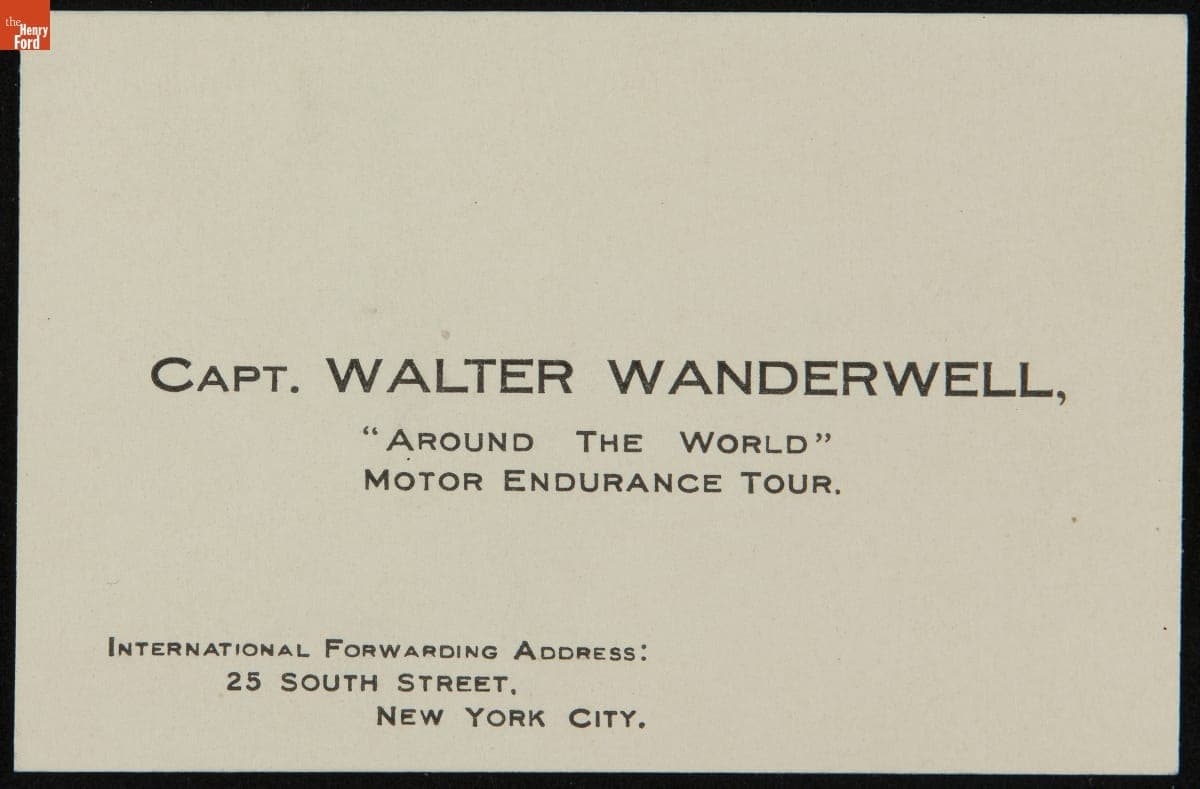 the
Henry
Ford
Capt. WALTER WANDERWELL,
"Around The World"
Motor Endurance Tour.
International Forwarding Address:
25 South Street,
New York City.